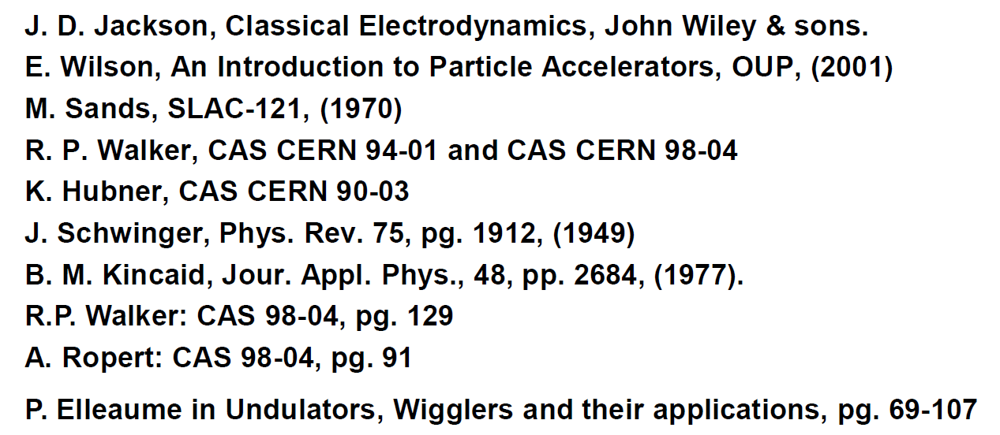 J. D. Jackson, Classical Electrodynamics, John Wiley & sons.
E. Wilson, An Introduction to Particle Accelerators, OUP, (2001)
M. Sands, SLAC-121, (1970)
R. P. Walker, CAS CERN 94-01 and CAS CERN 98-04
K. Hubner, CAS CERN 90-03
J. Schwinger, Phys. Rev. 75, pg. 1912, (1949)
B. M. Kincaid, Jour. Appl. Phys., 48, pp. 2684, (1977).
R.P. Walker: CAS 98-04, pg. 129
A. Ropert: CAS 98-04, pg. 91
P. Elleaume in Undulators, Wigglers and their applications, pg. 69-107